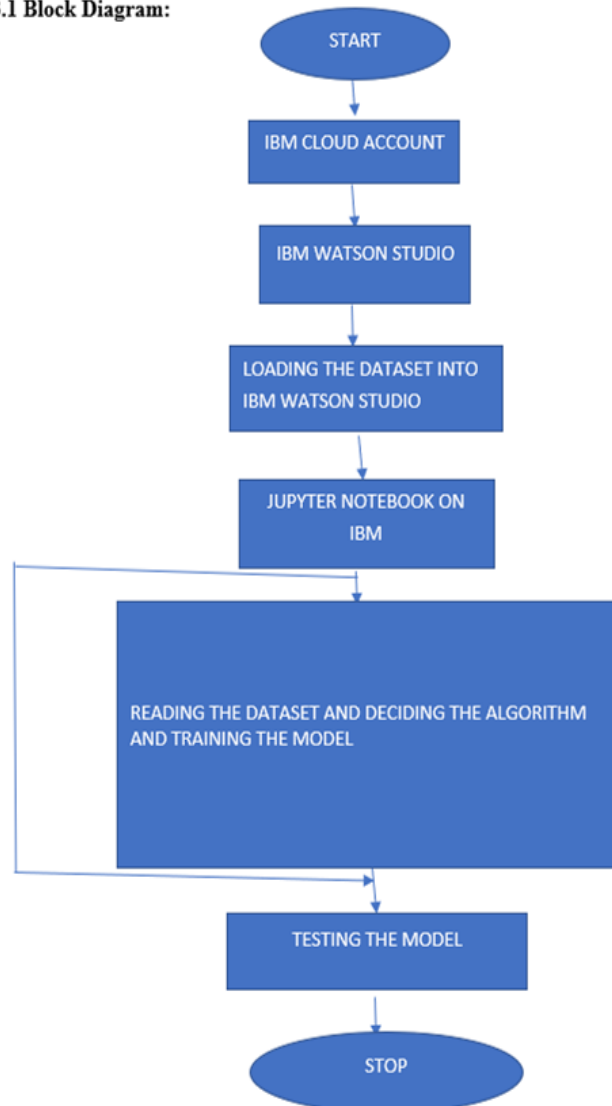 .1 Block Diagram:
START
IBM CLOUD ACCOUNT
IBM WATSON STUDIO
LOADING THE DATASET INTO
IBM WATSON STUDIO
JUPYTER NOTEBOOK ON
IBM
READING THE DATASET AND DECIDING THE ALGORITHM
AND TRAINING THE MODEL
TESTING THE MODEL
STOP